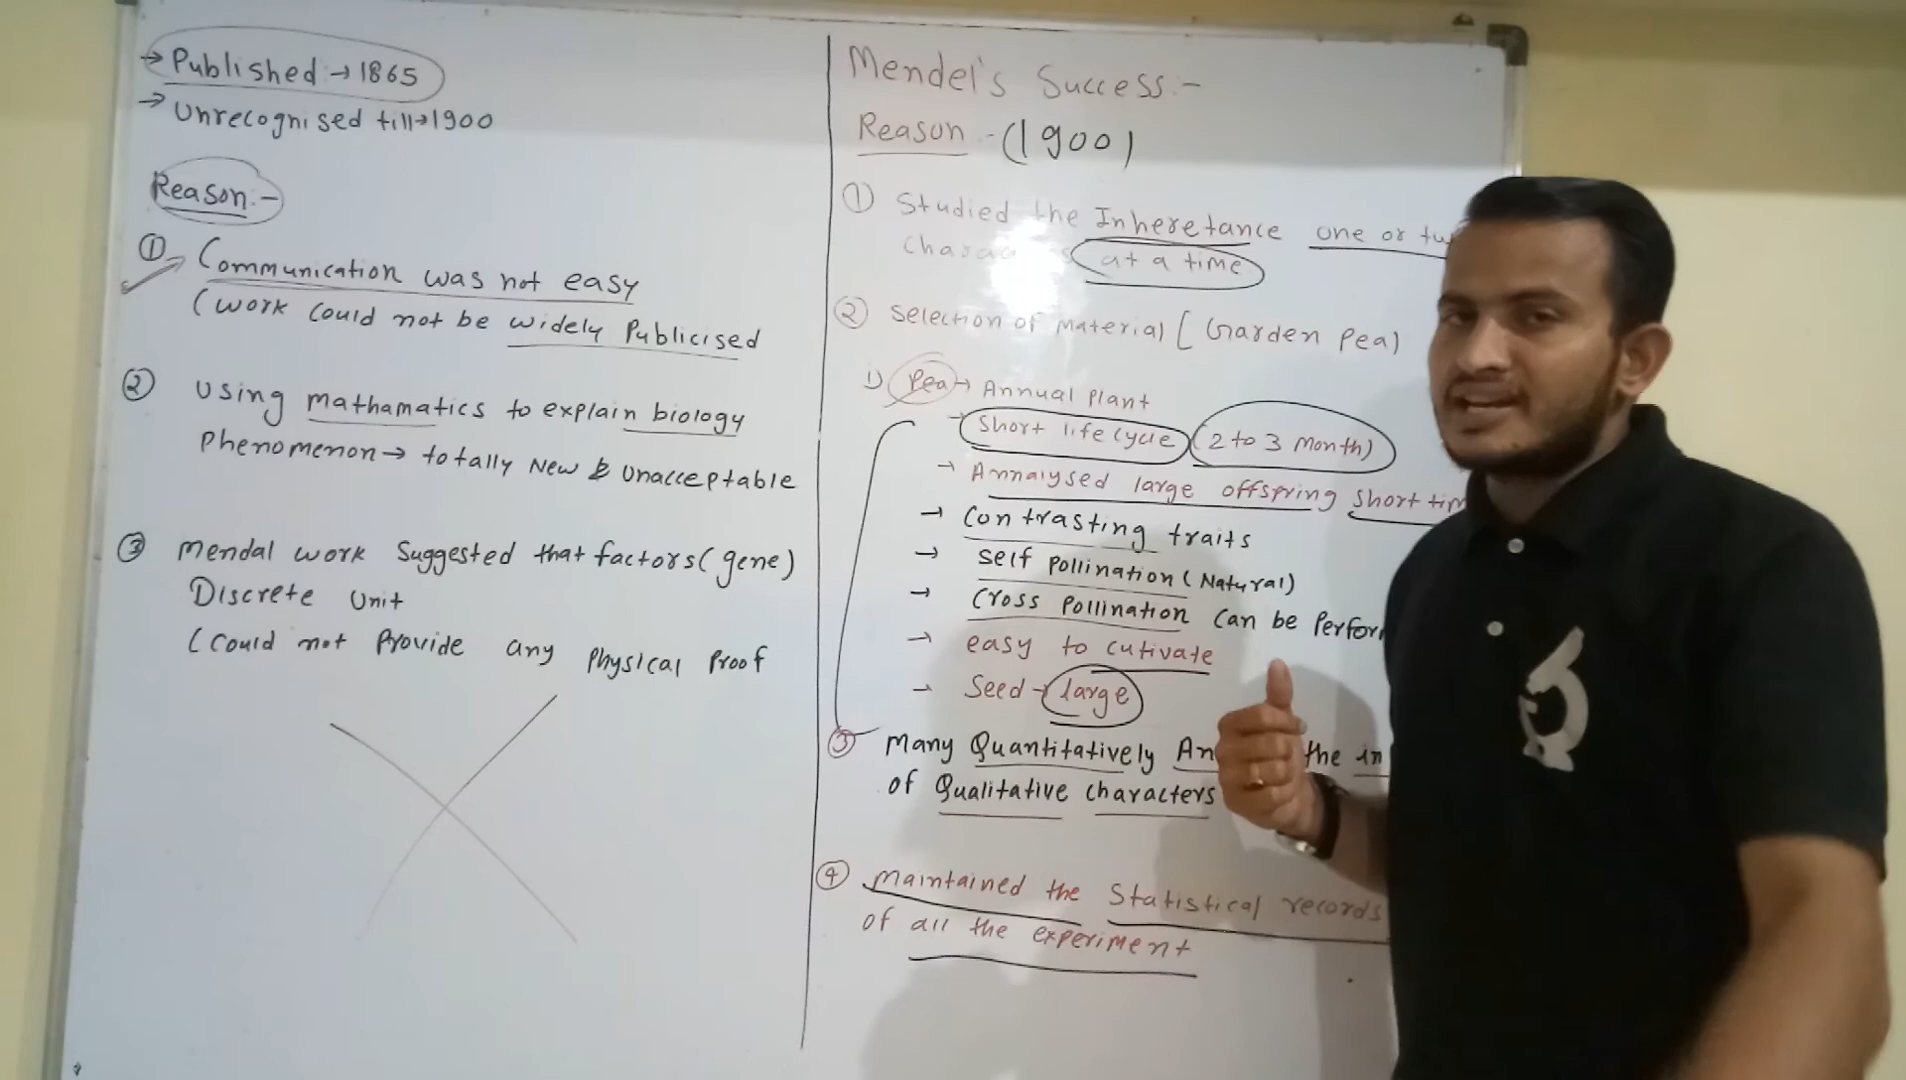 → Published → 1865
→ Unrecognised till → 1900
Reason:-
① Communication was not easy
(work could not be widely Publicised
② Using mathamatics to explain biology
Phenomenon → totally New & Unacceptable
③ Mendal work Suggested that factors (gene)
Discrete Unit
(Could not Provide any Physical Proof
Mendel's Success:-
Reason - (1900)
① Studied the Inheretance one or
at a time
② Selection of Material [Garden Pea)
1) Pea → Annual Plant
→ Short life Cycle (2 to 3 Month)
→ Annalysed large offspring short
→ Contrasting traits
→ Self Pollination (Natural)
→ Cross Pollination Can be
→ easy to cutivate
→ Seed → large
③ Many Quantitatively the
of Qualitative Characters
④ Maintained the Statistical records
of all the experiment